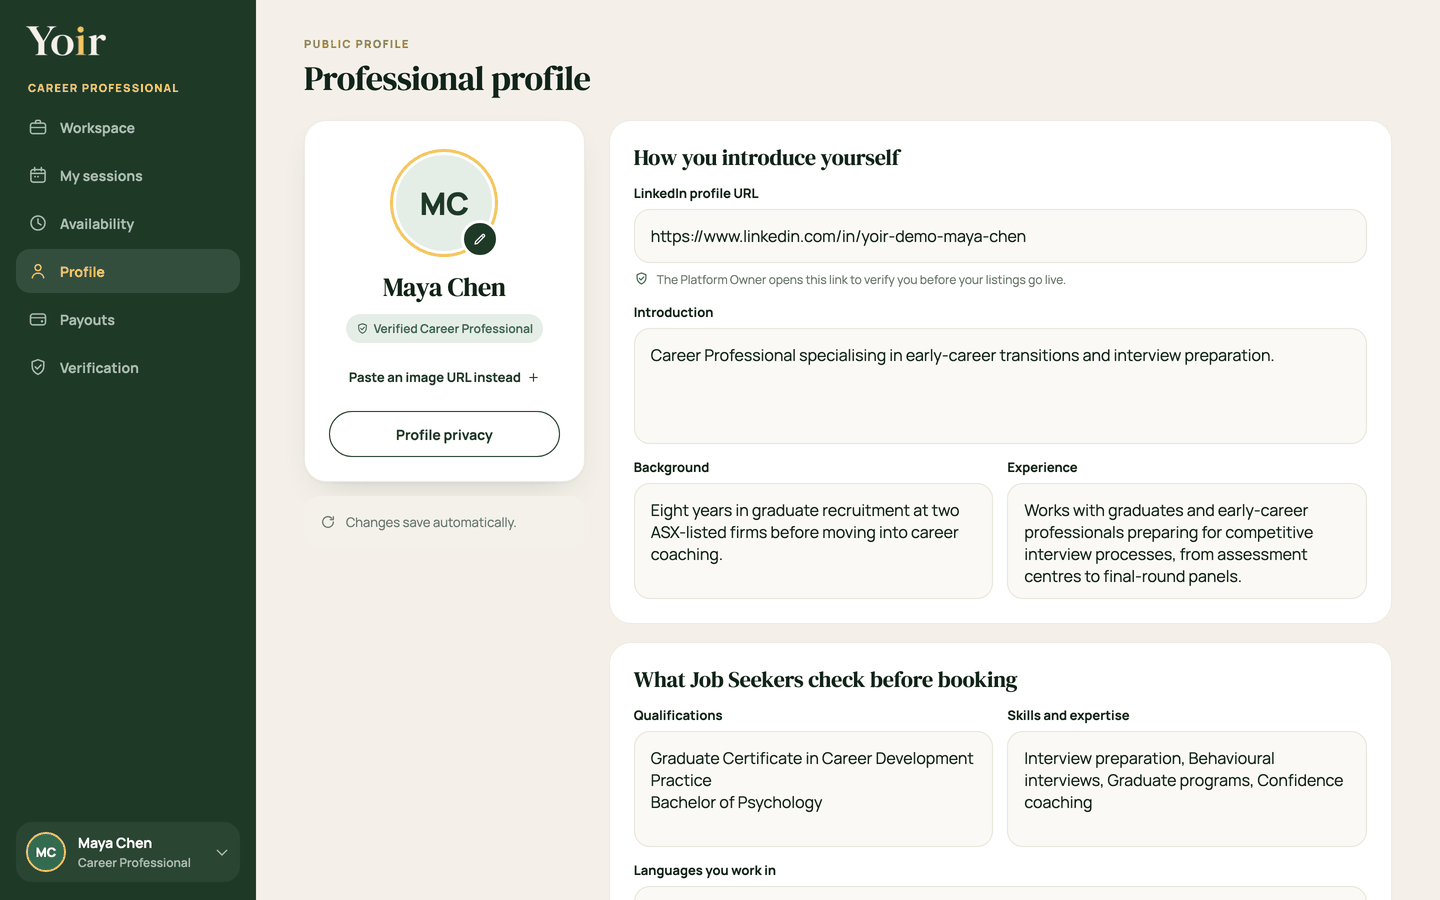 Yoir
CAREER PROFESSIONAL
Workspace
My sessions
Availability
Profile
Payouts
Verification
MC
Maya Chen
Career Professional
PUBLIC PROFILE
Professional profile
MC
Maya Chen
Verified Career Professional
Paste an image URL instead +
Profile privacy
Changes save automatically.
How you introduce yourself
LinkedIn profile URL
https://www.linkedin.com/in/yoir-demo-maya-chen
The Platform Owner opens this link to verify you before your listings go live.
Introduction
Career Professional specialising in early-career transitions and interview preparation.
Background
Eight years in graduate recruitment at two
ASX-listed firms before moving into career
coaching.
Experience
Works with graduates and early-career
professionals preparing for competitive
interview processes, from assessment
centres to final-round panels.
What Job Seekers check before booking
Qualifications
Graduate Certificate in Career Development
Practice
Bachelor of Psychology
Skills and expertise
Interview preparation, Behavioural
interviews, Graduate programs, Confidence
coaching
Languages you work in